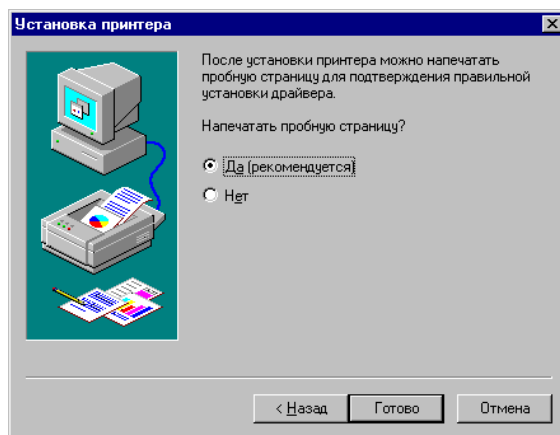 Установка принтера
После установки принтера можно напечатать
пробную страницу для подтверждения правильной
установки драйвера.
Напечатать пробную страницу?
Да (рекомендуется)
Нет
< Назад
Готово
Отмена